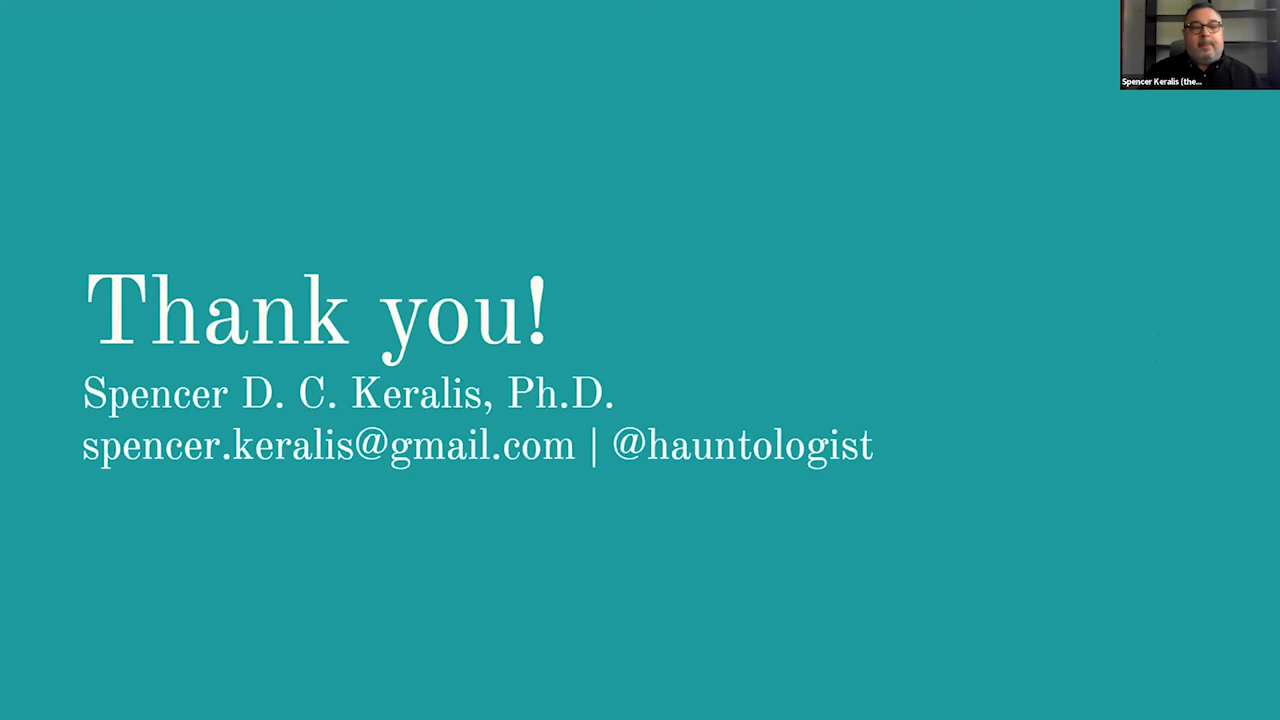 Spencer Keralis (the...
Thank you!
Spencer D. C. Keralis, Ph.D.
spencer.keralis@gmail.com | @hauntologist